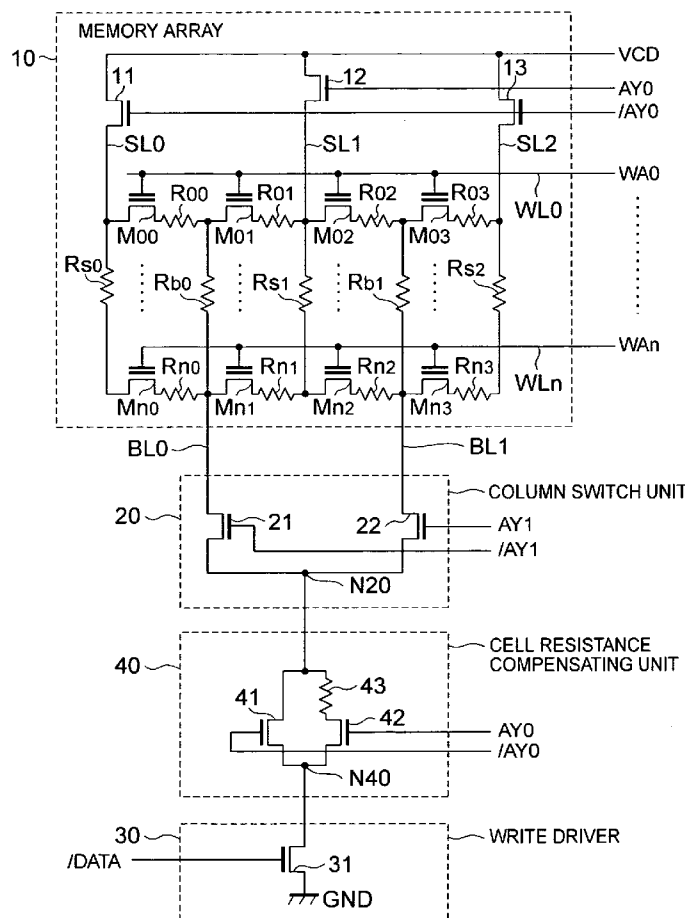 MEMORY ARRAY
10
VCD
11
12
13
AY0
/AY0
SL0
SL1
SL2
WA0
R00
R01
R02
R03
WL0
M00
M01
M02
M03
Rs0
Rb0
Rs1
Rb1
Rs2
WAn
Rn0
Rn1
Rn2
Rn3
WLn
Mn0
Mn1
Mn2
Mn3
BL0
BL1
COLUMN SWITCH UNIT
20
21
22
AY1
/AY1
N20
CELL RESISTANCE
COMPENSATING UNIT
40
43
41
42
AY0
/AY0
N40
30
WRITE DRIVER
/DATA
31
GND